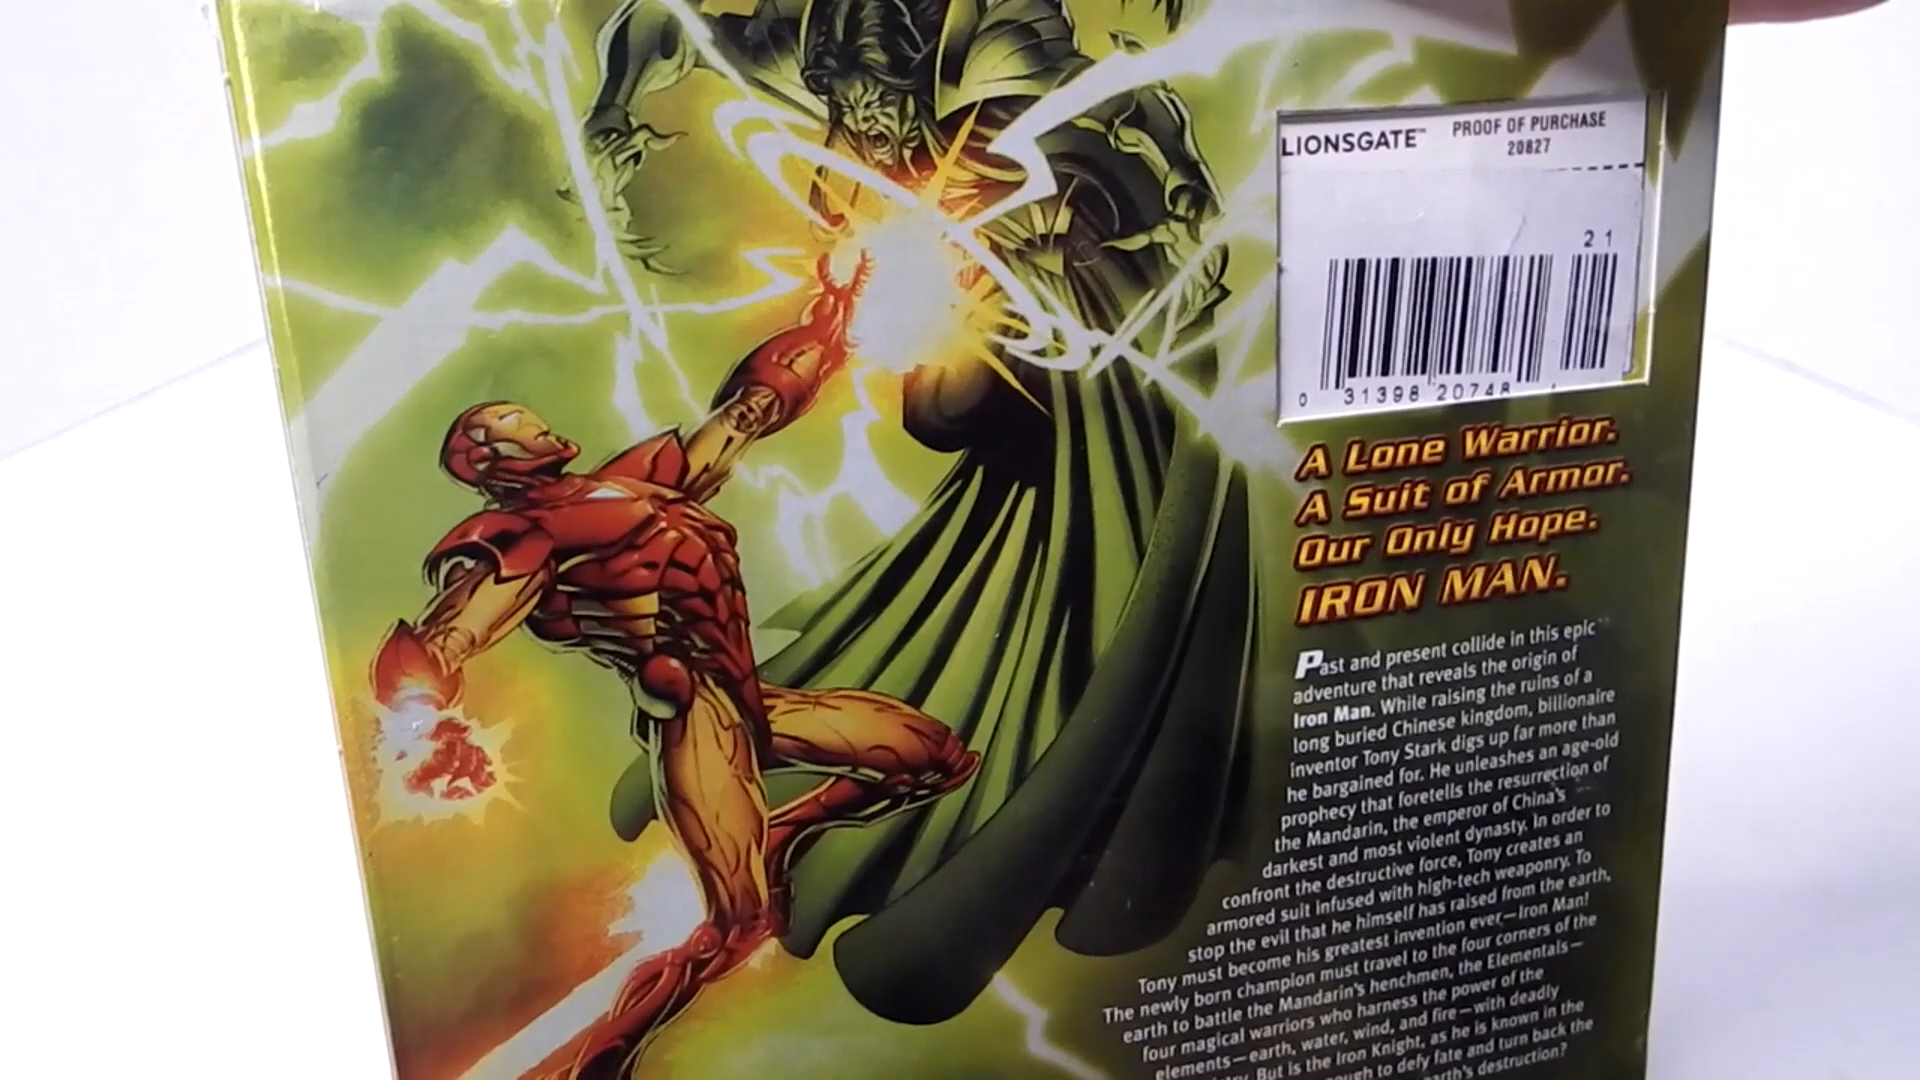 LIONSGATE™ PROOF OF PURCHASE
20827
21
0 31398 20748
A Lone Warrior.
A Suit of Armor.
Our Only Hope.
IRON MAN.
Past and present collide in this epic
adventure that reveals the origin of
Iron Man. While raising the ruins of a
long buried Chinese kingdom, billionaire
inventor Tony Stark digs up far more than
he bargained for. He unleashes an age-old
prophecy that foretells the resurrection of
the Mandarin, the emperor of China's
darkest and most violent dynasty. In order to
confront the destructive force, Tony creates an
armored suit infused with high-tech weaponry. To
stop the evil that he himself has raised from the earth,
Tony must become his greatest invention ever—Iron Man!
The newly born champion must travel to the four corners of the
earth to battle the Mandarin's henchmen, the Elementals—
four magical warriors who harness the power of the
elements—earth, water, wind, and fire—with deadly
But is the Iron Knight, as he is known in the
to defy fate and turn back the
destruction?